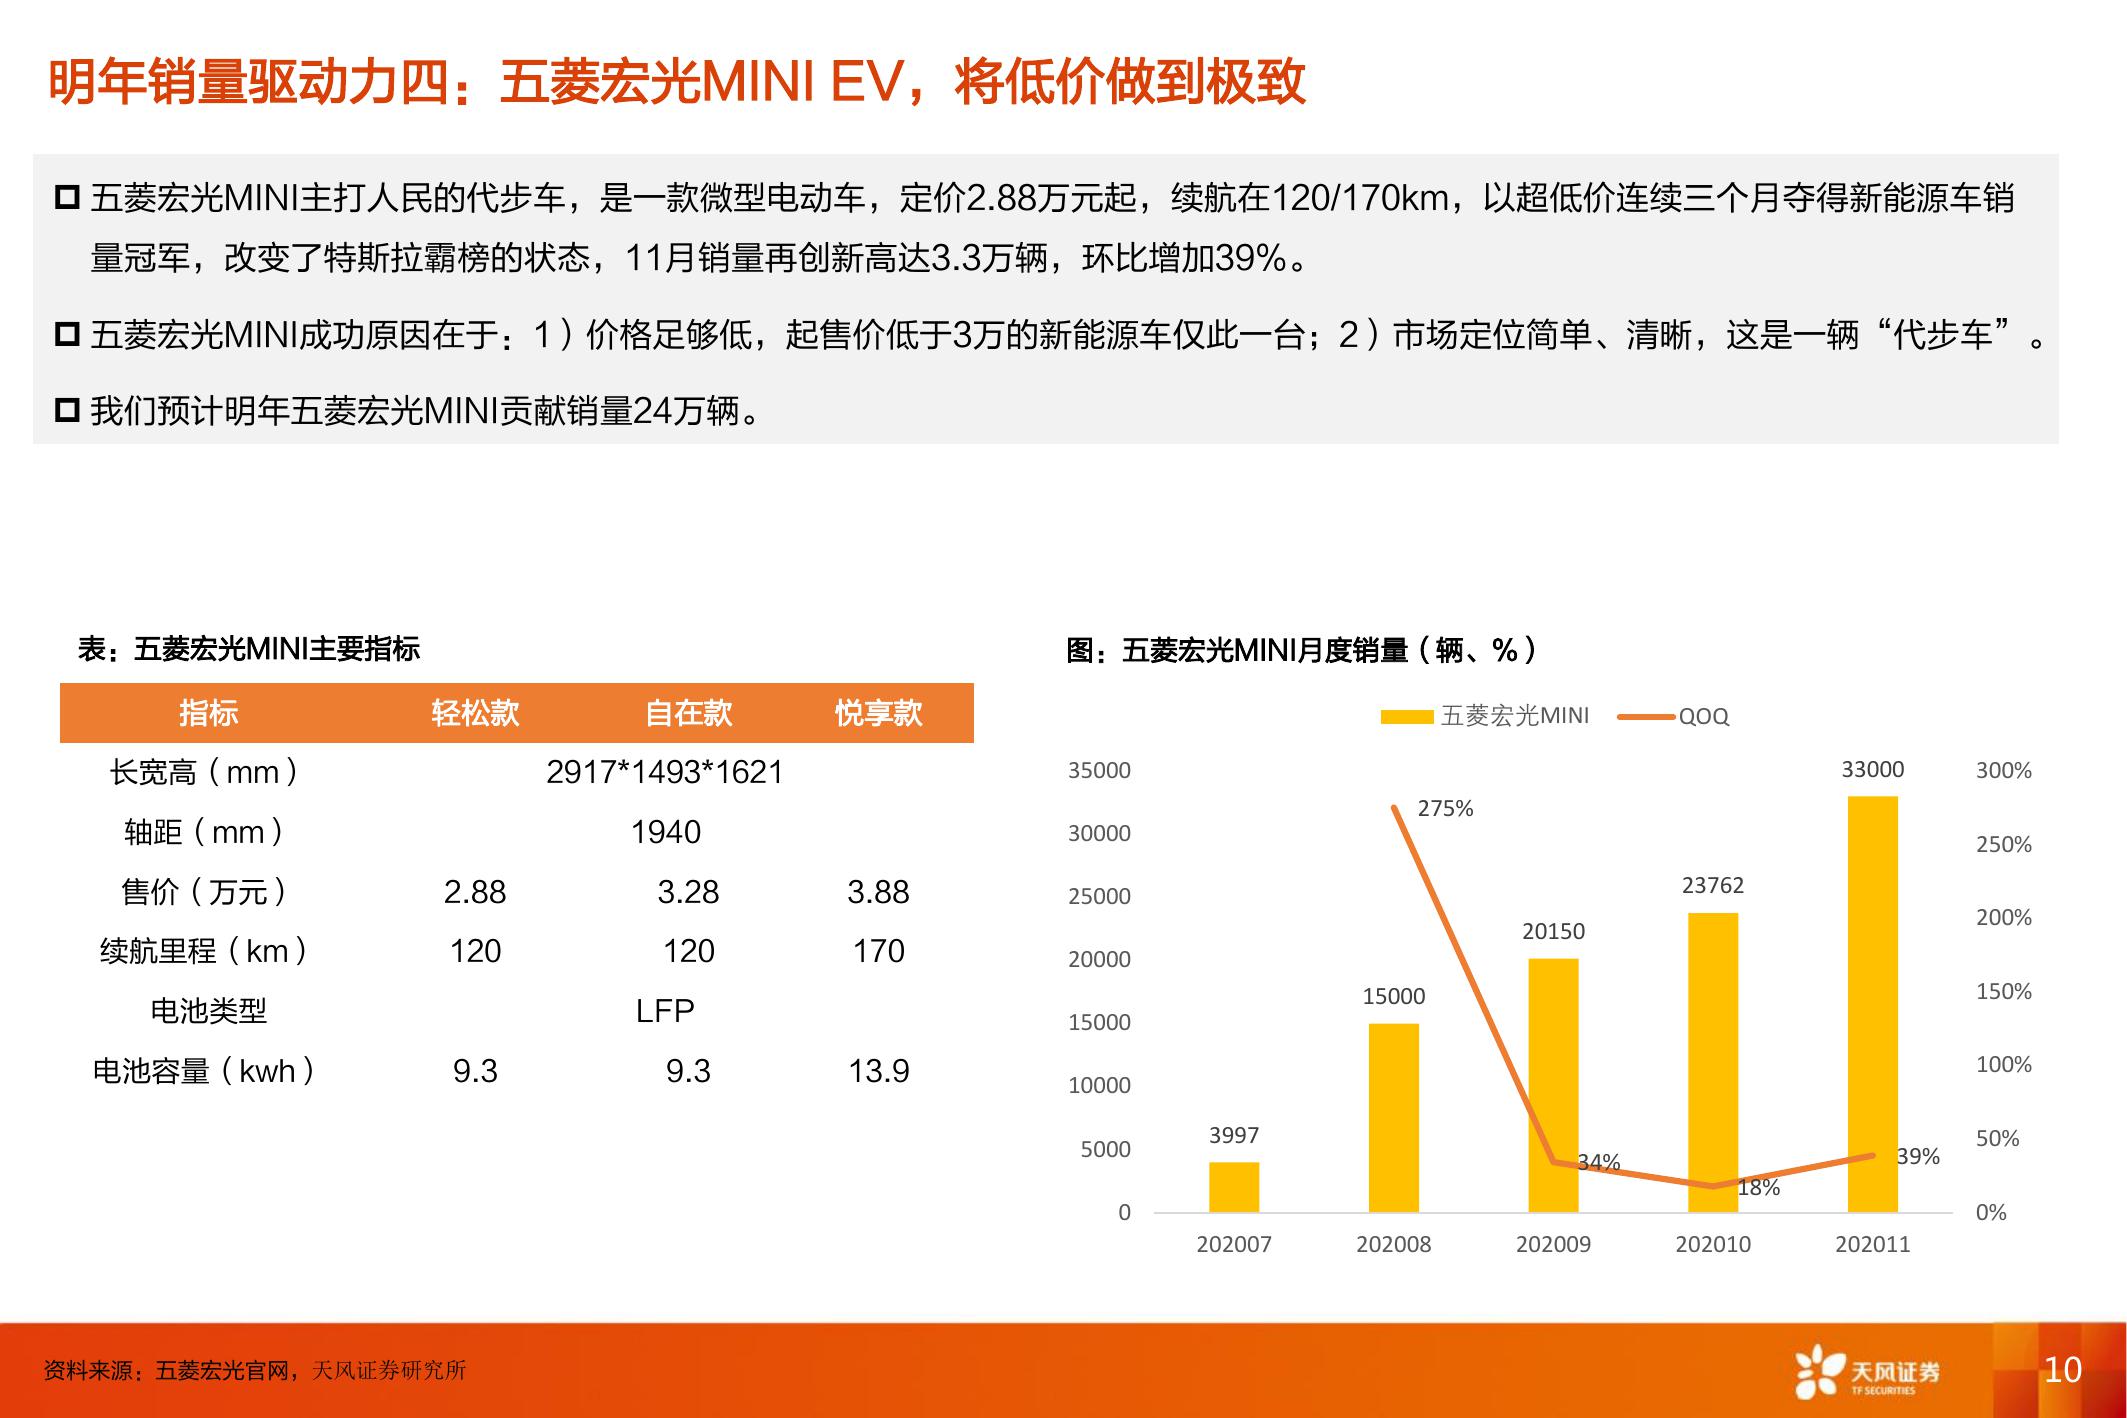 明年销量驱动力四：五菱宏光MINI EV，将低价做到极致
五菱宏光MINI主打人民的代步车，是一款微型电动车，定价2.88万元起，续航在120/170km，以超低价连续三个月夺得新能源车销
量冠军，改变了特斯拉霸榜的状态，11月销量再创新高达3.3万辆，环比增加39%。
五菱宏光MINI成功原因在于：1）价格足够低，起售价低于3万的新能源车仅此一台；2）市场定位简单、清晰，这是一辆“代步车”。
我们预计明年五菱宏光MINI贡献销量24万辆。
表：五菱宏光MINI主要指标
指标 轻松款 自在款 悦享款
长宽高（mm） 2917*1493*1621
轴距（mm） 1940
售价（万元） 2.88 3.28 3.88
续航里程（km） 120 120 170
电池类型 LFP
电池容量（kwh） 9.3 9.3 13.9
图：五菱宏光MINI月度销量（辆、%）
五菱宏光MINI QOQ
35000
30000
25000
20000
15000
10000
5000
0
3997
15000
20150
23762
33000
275%
34%
18%
39%
300%
250%
200%
150%
100%
50%
0%
202007 202008 202009 202010 202011
资料来源：五菱宏光官网，天风证券研究所
天风证券
TF SECURITIES
10